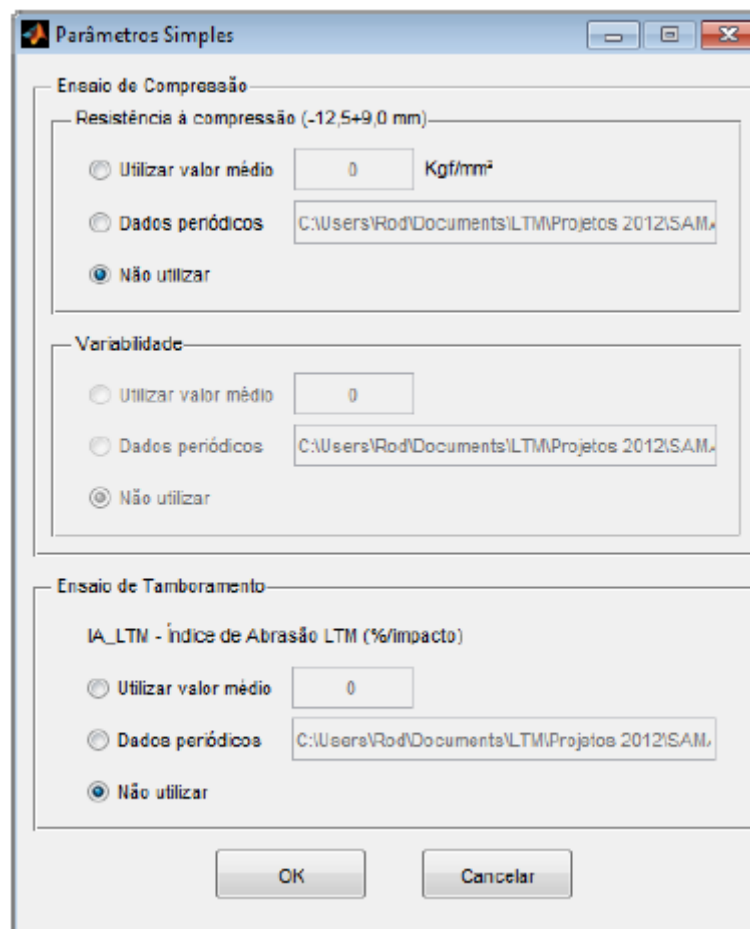 Parâmetros Simples
Ensaio de Compressão
Resistência à compressão (-12,5+9,0 mm)
Utilizar valor médio 0 Kgf/mm²
Dados periódicos C:\Users\Rod\Documents\LTM\Projetos 2012\SAM
Não utilizar
Variabilidade
Utilizar valor médio 0
Dados periódicos C:\Users\Rod\Documents\LTM\Projetos 2012\SAM
Não utilizar
Ensaio de Tamboramento
IA_LTM - Índice de Abrasão LTM (%/impacto)
Utilizar valor médio 0
Dados periódicos C:\Users\Rod\Documents\LTM\Projetos 2012\SAM
Não utilizar
OK Cancelar